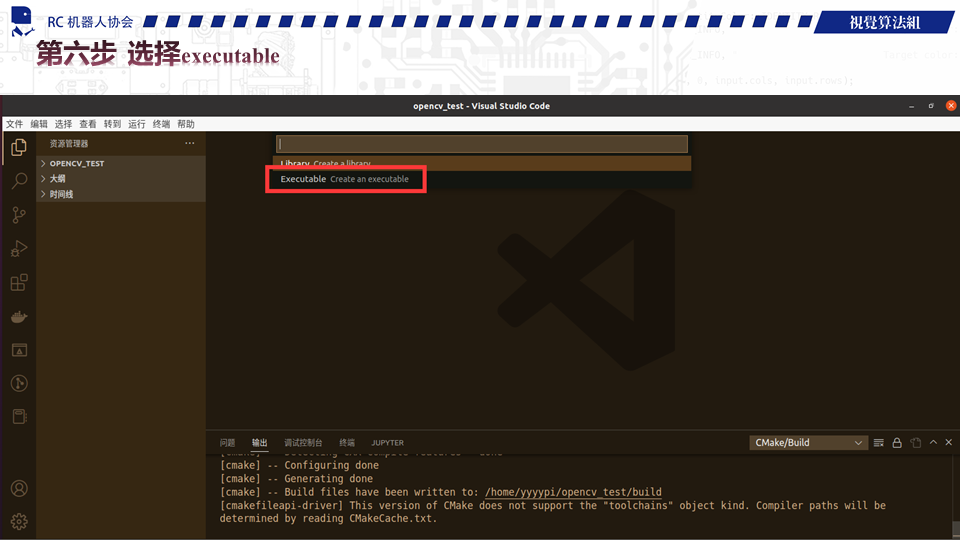 RC 机器人协会
視覺算法組
第六步 选择executable
INFO,
input.cols, input.rows);
opencv_test - Visual Studio Code
文件 编辑 选择 查看 转到 运行 终端 帮助
资源管理器
OPENCV_TEST
大纲
时间线
Library Create a library
Executable Create an executable
问题 输出 调试控制台 终端 JUPYTER
CMake/Build
[cmake] -- Configuring done
[cmake] -- Generating done
[cmake] -- Build files have been written to: /home/yyyypi/opencv_test/build
[cmakefileapi-driver] This version of CMake does not support the "toolchains" object kind. Compiler paths will be
determined by reading CMakeCache.txt.